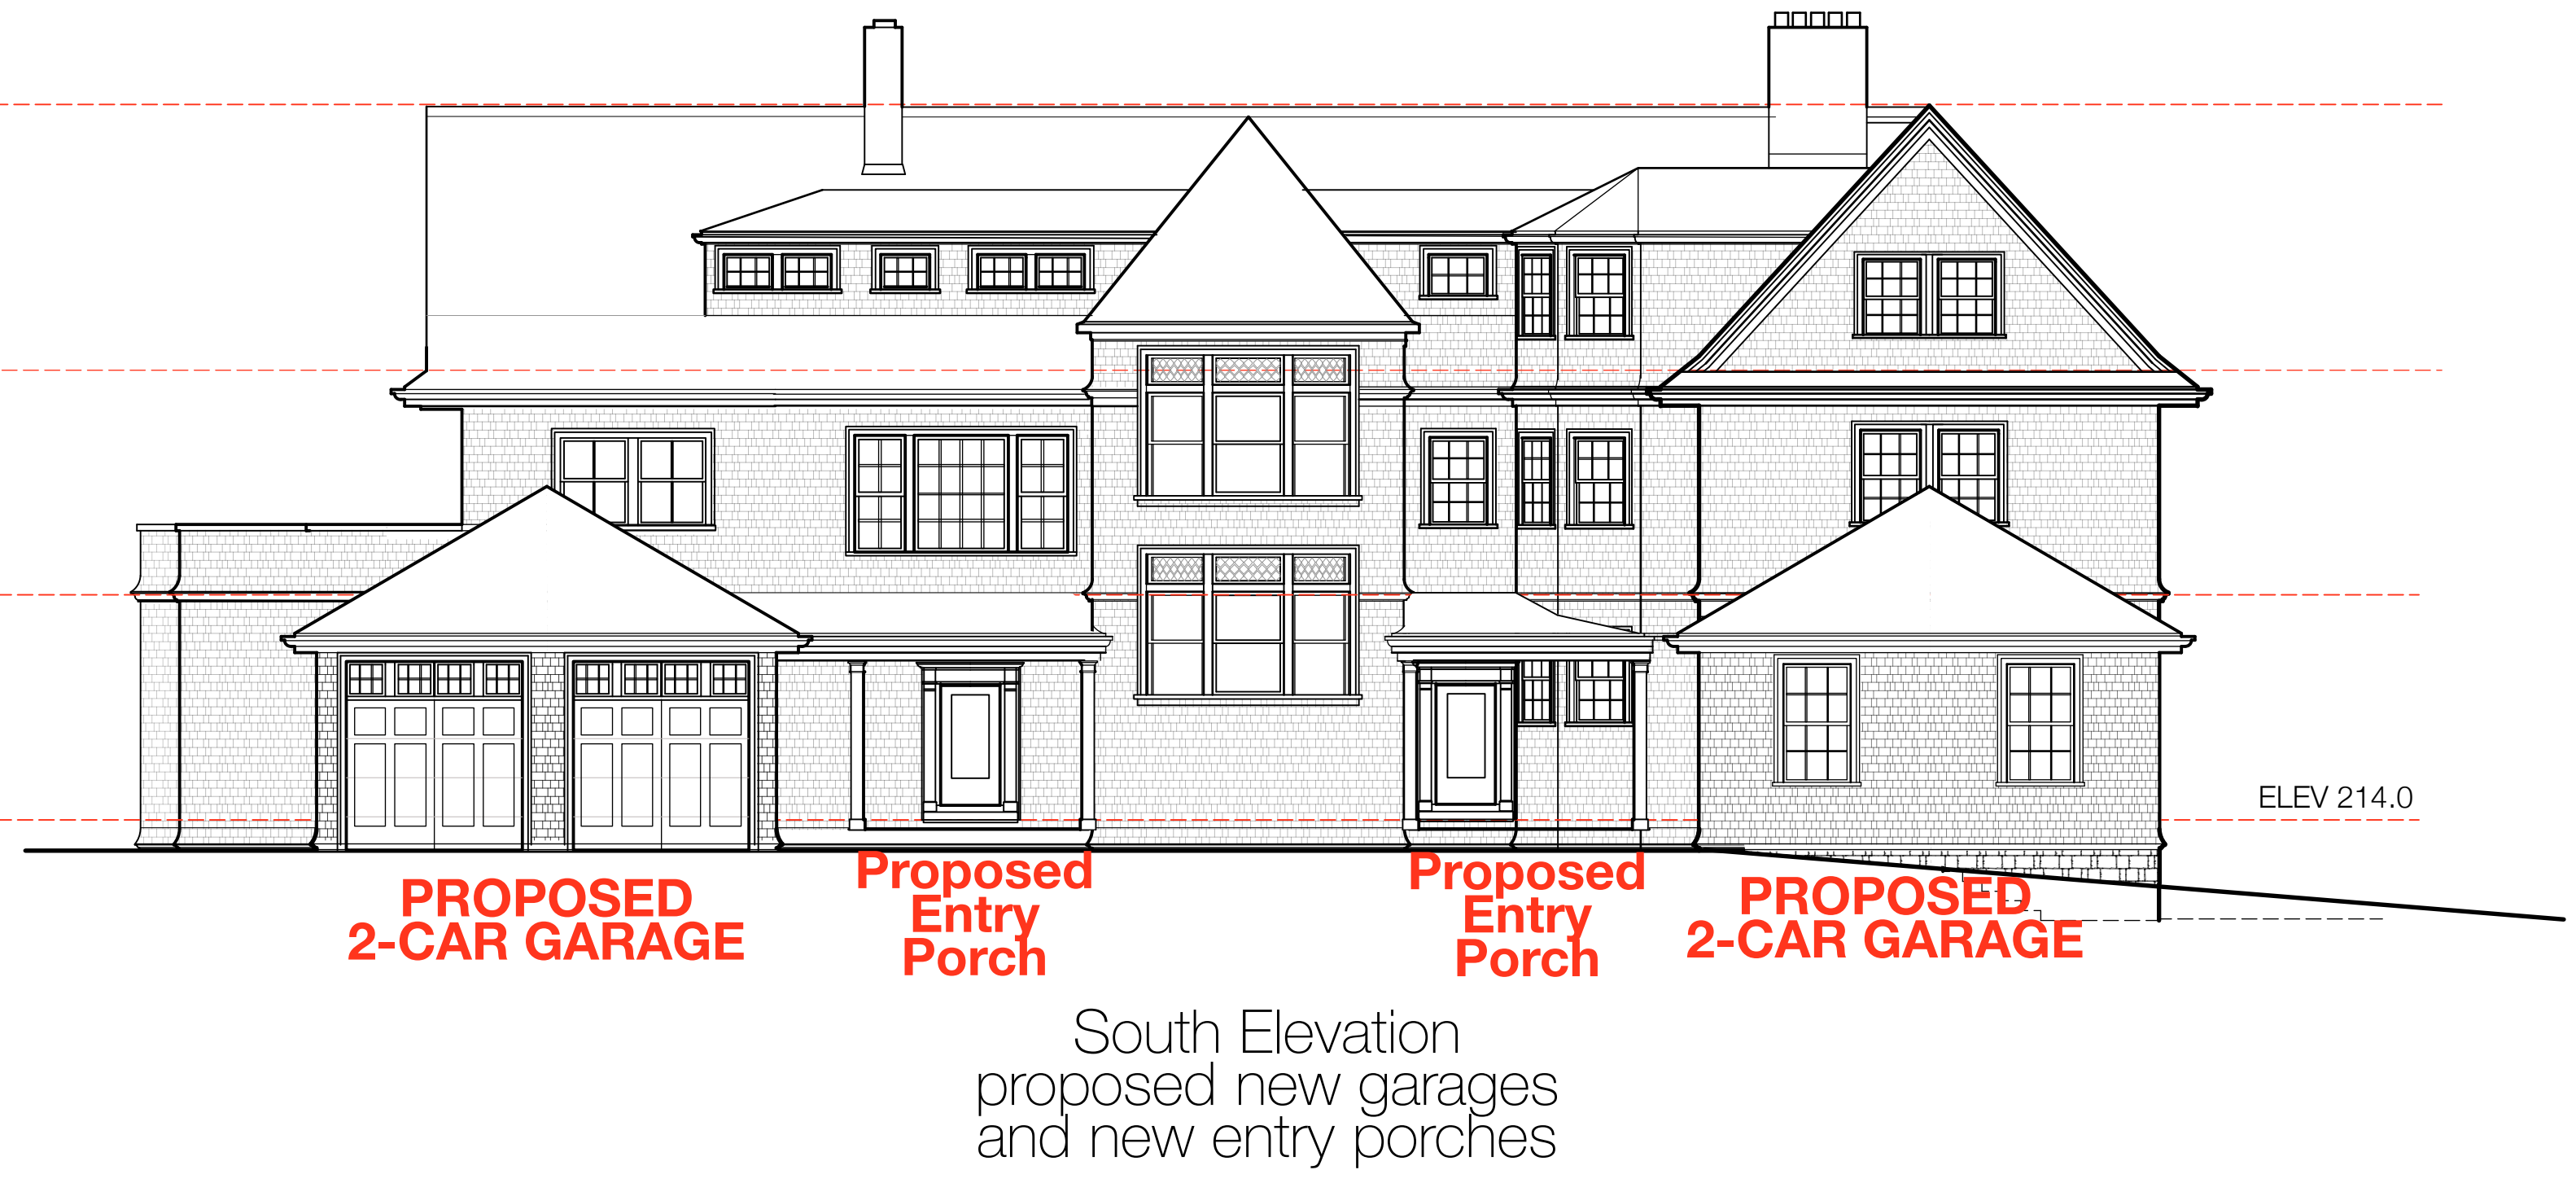 ELEV 214.0
PROPOSED
2-CAR GARAGE
Proposed
Entry
Porch
Proposed
Entry
Porch
PROPOSED
2-CAR GARAGE
South Elevation
proposed new garages
and new entry porches